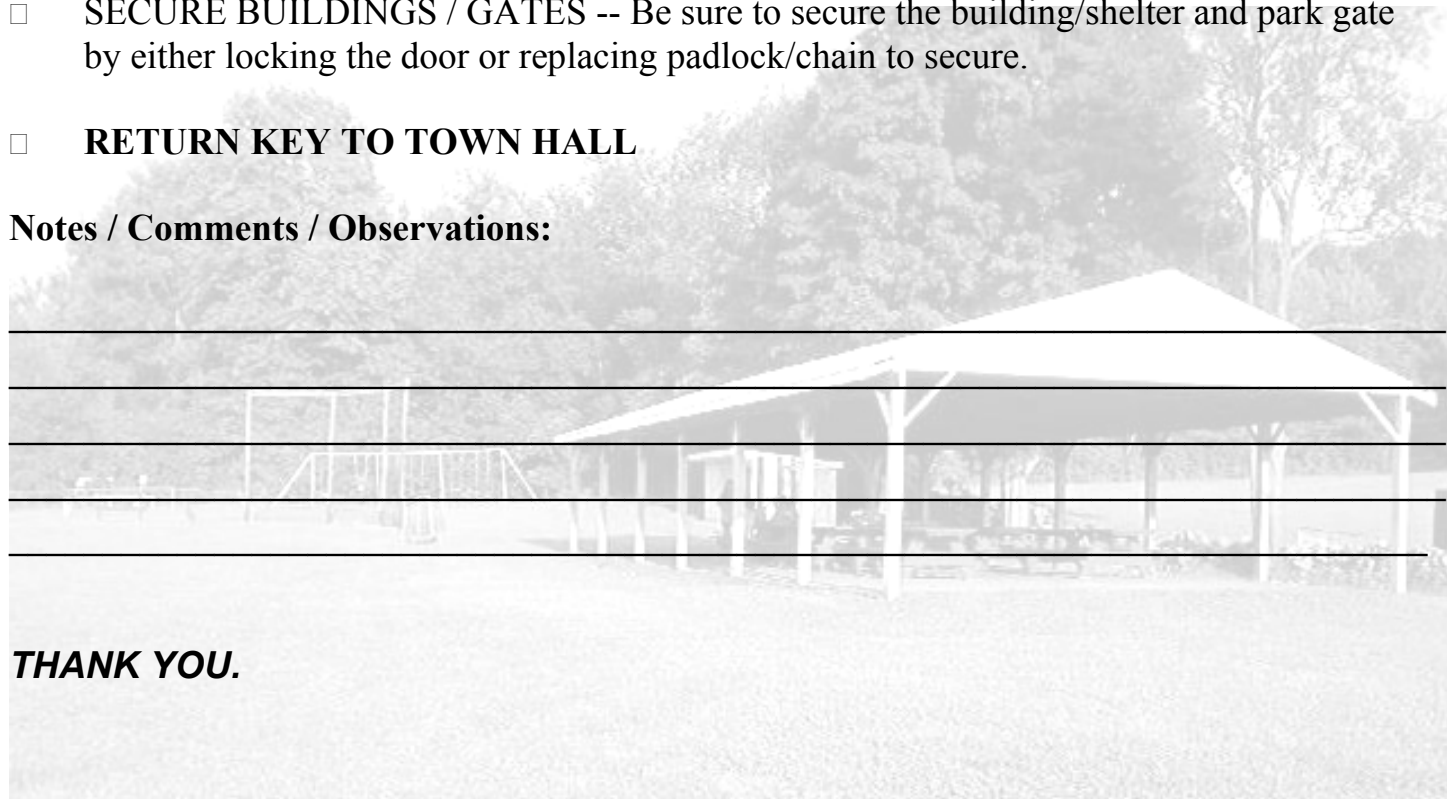 □ SECURE BUILDINGS / GATES -- Be sure to secure the building/shelter and park gate
by either locking the door or replacing padlock/chain to secure.
□ RETURN KEY TO TOWN HALL
Notes / Comments / Observations:
THANK YOU.